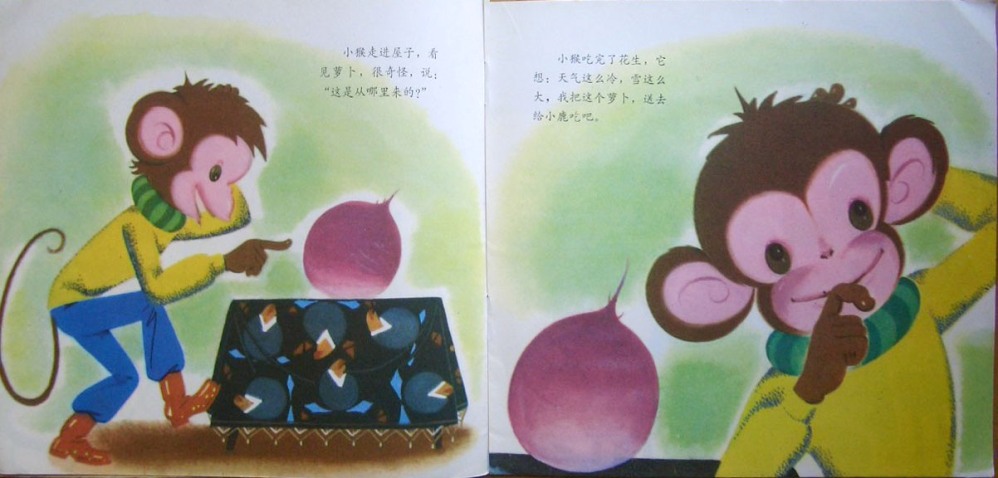 小猴走进屋子，看
见萝卜，很奇怪，说：
“这是从哪里来的？”
小猴吃完了花生，它
想：天气这么冷，雪这么
大，我把这个萝卜，送去
给小鹿吃吧。